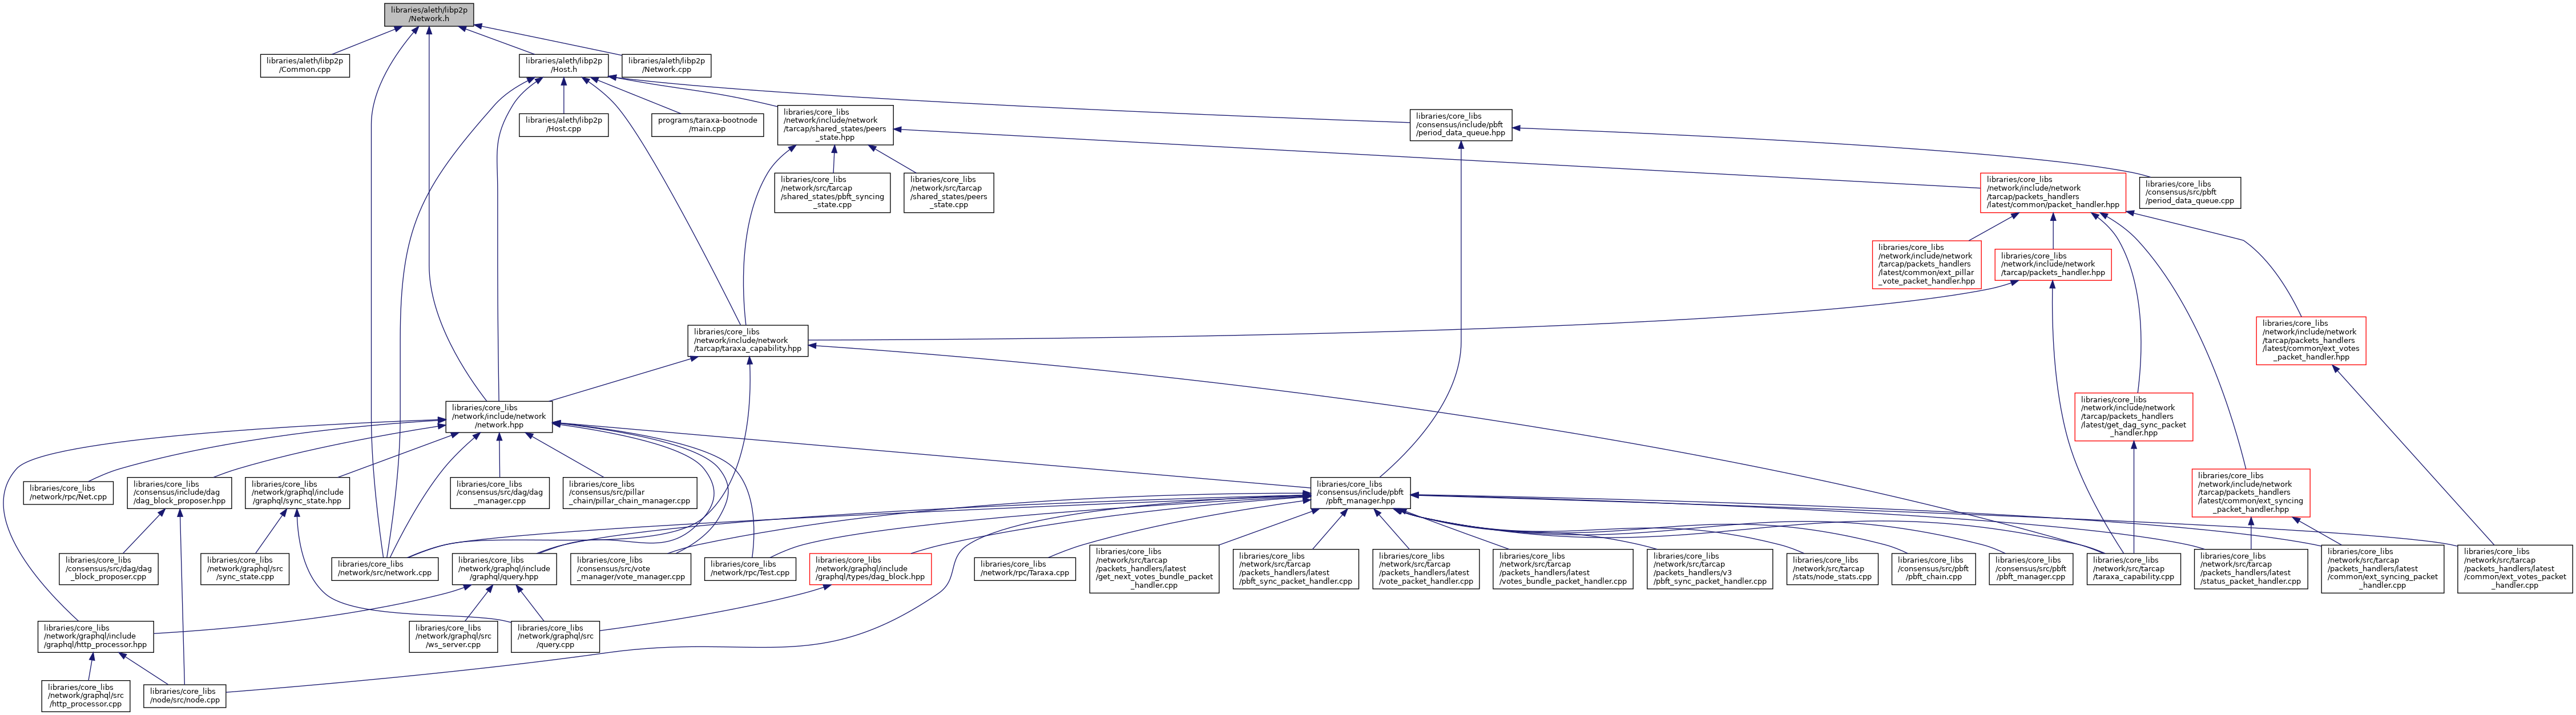 libraries/aleth/libp2p
/Network.h
libraries/aleth/libp2p
/Common.cpp
libraries/aleth/libp2p
/Host.h
libraries/aleth/libp2p
/Network.cpp
libraries/aleth/libp2p
/Host.cpp
programs/taraxa-bootnode
/main.cpp
libraries/core_libs
/network/include/network
/tarcap/shared_states/peers
_state.hpp
libraries/core_libs
/consensus/include/pbft
/period_data_queue.hpp
libraries/core_libs
/network/src/tarcap
/shared_states/pbft_syncing
_state.cpp
libraries/core_libs
/network/src/tarcap
/shared_states/peers
_state.cpp
libraries/core_libs
/network/include/network
/tarcap/packets_handlers
/latest/common/packet_handler.hpp
libraries/core_libs
/consensus/src/pbft
/period_data_queue.cpp
libraries/core_libs
/network/include/network
/tarcap/packets_handlers
/latest/common/ext_pillar
_vote_packet_handler.hpp
libraries/core_libs
/network/include/network
/tarcap/packets_handler.hpp
libraries/core_libs
/network/include/network
/tarcap/taraxa_capability.hpp
libraries/core_libs
/network/include/network
/tarcap/packets_handlers
/latest/common/ext_votes
_packet_handler.hpp
libraries/core_libs
/network/include/network
/network.hpp
libraries/core_libs
/network/include/network
/tarcap/packets_handlers
/latest/get_dag_sync_packet
_handler.hpp
libraries/core_libs
/network/rpc/Net.cpp
libraries/core_libs
/consensus/include/dag
/dag_block_proposer.hpp
libraries/core_libs
/network/graphql/include
/graphql/sync_state.hpp
libraries/core_libs
/consensus/src/dag/dag
_manager.cpp
libraries/core_libs
/consensus/src/pillar
_chain/pillar_chain_manager.cpp
libraries/core_libs
/consensus/include/pbft
/pbft_manager.hpp
libraries/core_libs
/network/include/network
/tarcap/packets_handlers
/latest/common/ext_syncing
_packet_handler.hpp
libraries/core_libs
/consensus/src/dag/dag
_block_proposer.cpp
libraries/core_libs
/network/graphql/src
/sync_state.cpp
libraries/core_libs
/network/src/network.cpp
libraries/core_libs
/network/graphql/include
/graphql/query.hpp
libraries/core_libs
/consensus/src/vote
_manager/vote_manager.cpp
libraries/core_libs
/network/rpc/Test.cpp
libraries/core_libs
/network/graphql/include
/graphql/types/dag_block.hpp
libraries/core_libs
/network/rpc/Taraxa.cpp
libraries/core_libs
/network/src/tarcap
/packets_handlers/latest
/get_next_votes_bundle_packet
_handler.cpp
libraries/core_libs
/network/src/tarcap
/packets_handlers/latest
/pbft_sync_packet_handler.cpp
libraries/core_libs
/network/src/tarcap
/packets_handlers/latest
/vote_packet_handler.cpp
libraries/core_libs
/network/src/tarcap
/packets_handlers/latest
/votes_bundle_packet_handler.cpp
libraries/core_libs
/network/src/tarcap
/packets_handlers/v3
/pbft_sync_packet_handler.cpp
libraries/core_libs
/network/src/tarcap
/stats/node_stats.cpp
libraries/core_libs
/consensus/src/pbft
/pbft_chain.cpp
libraries/core_libs
/consensus/src/pbft
/pbft_manager.cpp
libraries/core_libs
/network/src/tarcap
/taraxa_capability.cpp
libraries/core_libs
/network/src/tarcap
/packets_handlers/latest
/status_packet_handler.cpp
libraries/core_libs
/network/src/tarcap
/packets_handlers/latest
/common/ext_syncing_packet
_handler.cpp
libraries/core_libs
/network/src/tarcap
/packets_handlers/latest
/common/ext_votes_packet
_handler.cpp
libraries/core_libs
/network/graphql/include
/graphql/http_processor.hpp
libraries/core_libs
/network/graphql/src
/ws_server.cpp
libraries/core_libs
/network/graphql/src
/query.cpp
libraries/core_libs
/network/graphql/src
/http_processor.cpp
libraries/core_libs
/node/src/node.cpp